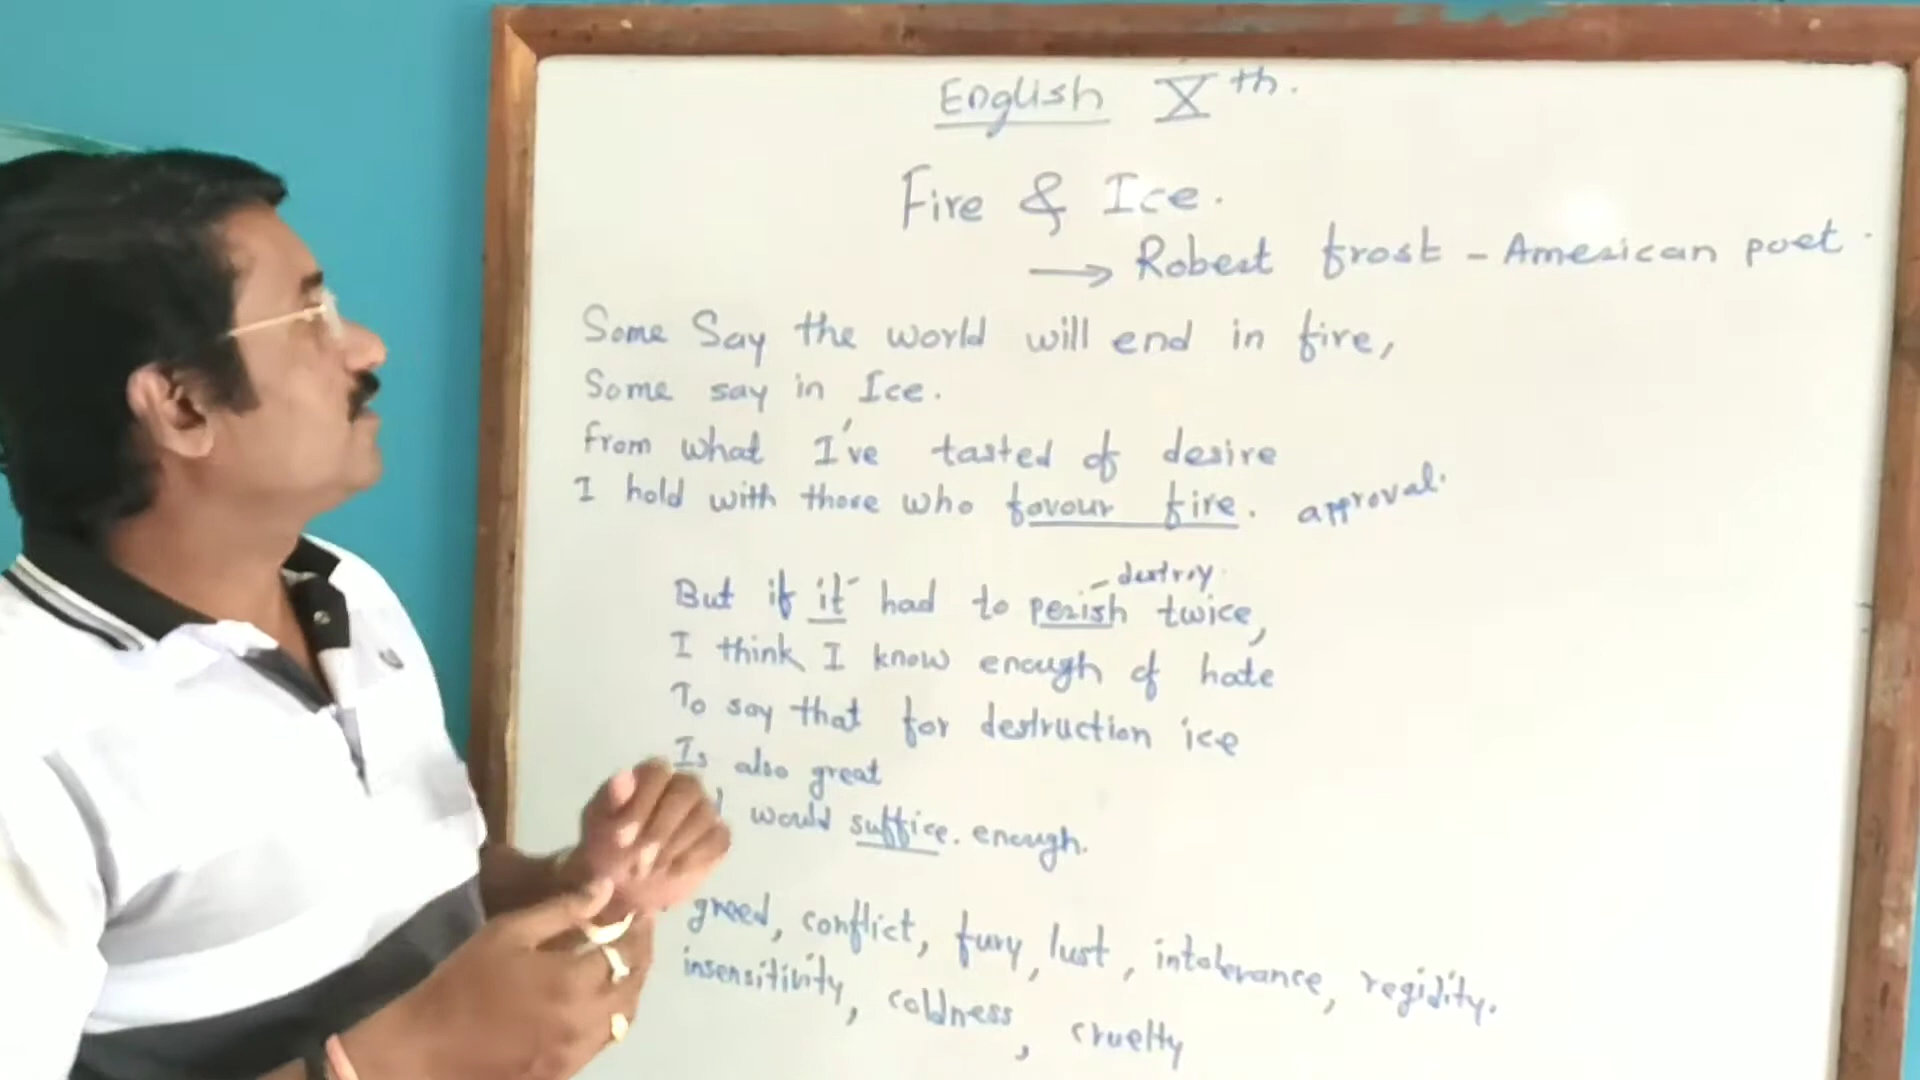 English Xth.
Fire & Ice.
→ Robert frost - American poet.
Some Say the world will end in fire,
Some say in Ice.
From what I've tasted of desire
I hold with those who favour fire. approval.
destroy
But if it had to perish twice,
I think I know enough of hate
To say that for destruction ice
Is also great
would suffice. enough.
greed, conflict, fury, lust, intolerance, regidity.
insensitivity, coldness, cruelty